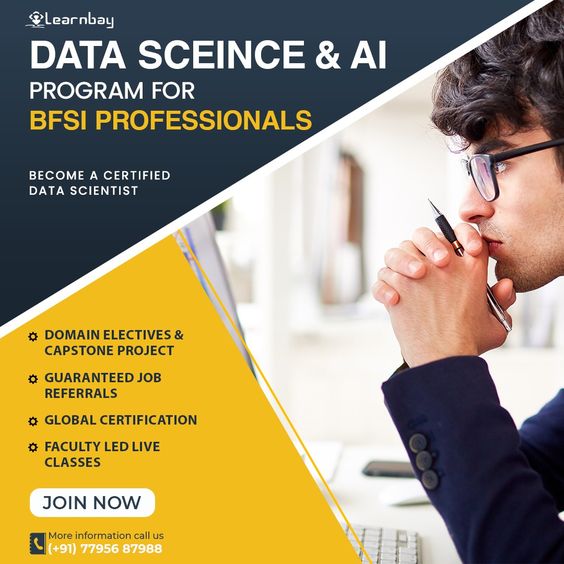 Learnbay
DATA SCEINCE & AI
PROGRAM FOR
BFSI PROFESSIONALS
BECOME A CERTIFIED
DATA SCIENTIST
DOMAIN ELECTIVES &
CAPSTONE PROJECT
GUARANTEED JOB
REFERRALS
GLOBAL CERTIFICATION
FACULTY LED LIVE
CLASSES
JOIN NOW
More information call us
(+91) 77956 87988